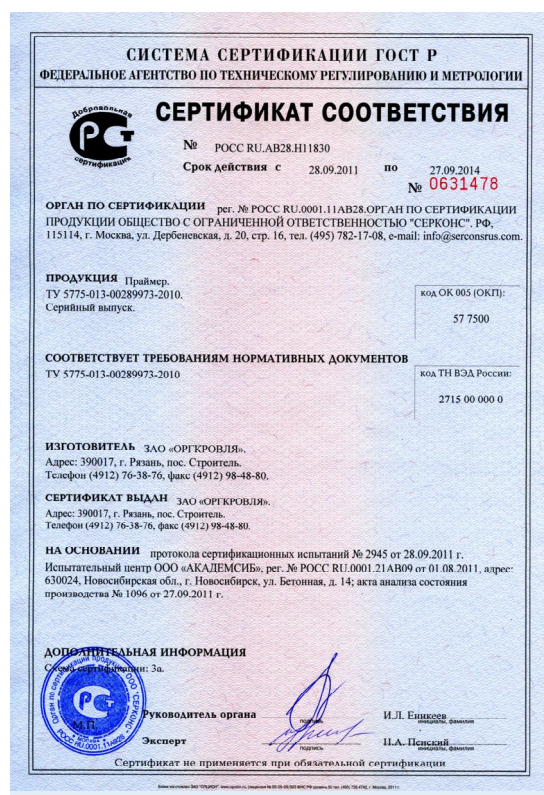 СИСТЕМА СЕРТИФИКАЦИИ ГОСТ Р
ФЕДЕРАЛЬНОЕ АГЕНТСТВО ПО ТЕХНИЧЕСКОМУ РЕГУЛИРОВАНИЮ И МЕТРОЛОГИИ
Добровольная
сертификация
СЕРТИФИКАТ СООТВЕТСТВИЯ
№ РОСС RU.АВ28.Н11830
Срок действия с 28.09.2011 по 27.09.2014
№ 0631478
ОРГАН ПО СЕРТИФИКАЦИИ рег. № РОСС RU.0001.11АВ28.ОРГАН ПО СЕРТИФИКАЦИИ
ПРОДУКЦИИ ОБЩЕСТВО С ОГРАНИЧЕННОЙ ОТВЕТСТВЕННОСТЬЮ "СЕРКОНС". РФ,
115114, г. Москва, ул. Дербеневская, д. 20, стр. 16, тел. (495) 782-17-08, e-mail: info@serconsrus.com.
ПРОДУКЦИЯ Праймер.
ТУ 5775-013-00289973-2010.
Серийный выпуск.
код ОК 005 (ОКП):
57 7500
СООТВЕТСТВУЕТ ТРЕБОВАНИЯМ НОРМАТИВНЫХ ДОКУМЕНТОВ
ТУ 5775-013-00289973-2010
код ТН ВЭД России:
2715 00 000 0
ИЗГОТОВИТЕЛЬ ЗАО «ОРГКРОВЛЯ».
Адрес: 390017, г. Рязань, пос. Строитель.
Телефон (4912) 76-38-76, факс (4912) 98-48-80.
СЕРТИФИКАТ ВЫДАН ЗАО «ОРГКРОВЛЯ».
Адрес: 390017, г. Рязань, пос. Строитель.
Телефон (4912) 76-38-76, факс (4912) 98-48-80.
НА ОСНОВАНИИ протокола сертификационных испытаний № 2945 от 28.09.2011 г.
Испытательный центр ООО «АКАДЕМСИБ», рег. № РОСС RU.0001.21АВ09 от 01.08.2011, адрес:
630024, Новосибирская обл., г. Новосибирск, ул. Бетонная, д. 14; акта анализа состояния
производства № 1096 от 27.09.2011 г.
ДОПОЛНИТЕЛЬНАЯ ИНФОРМАЦИЯ
Схема сертификации: 3а.
М.П.
Руководитель органа
подпись
И.Л. Еникеев
инициалы, фамилия
Эксперт
подпись
П.А. Пенский
инициалы, фамилия
Сертификат не применяется при обязательной сертификации